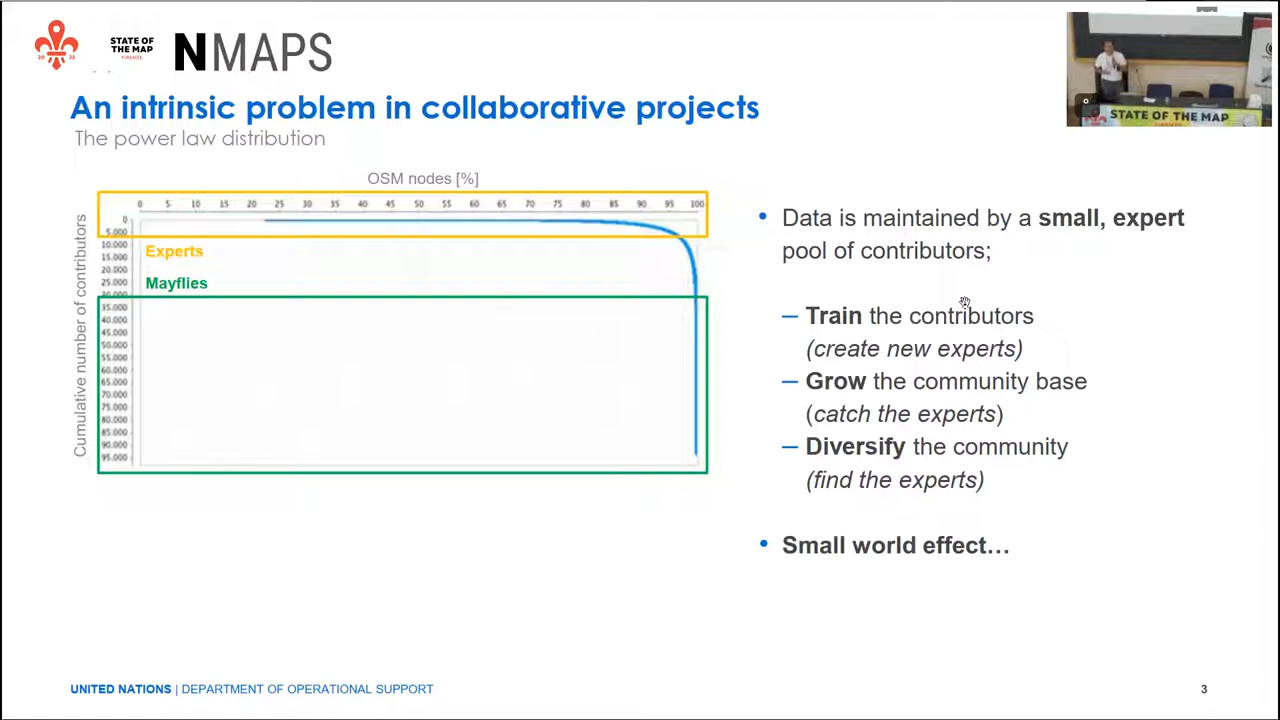 STATE OF
THE MAP
FIRENZE
20 22
NMAPS
An intrinsic problem in collaborative projects
The power law distribution
OSM nodes [%]
0 5 10 15 20 25 30 35 40 45 50 55 60 65 70 75 80 85 90 95 100
Cumulative number of contributors
0
5.000
10.000
15.000
20.000
25.000
30.000
35.000
40.000
45.000
50.000
55.000
60.000
65.000
70.000
75.000
80.000
85.000
90.000
95.000
Experts
Mayflies
• Data is maintained by a small, expert
pool of contributors;
– Train the contributors
(create new experts)
– Grow the community base
(catch the experts)
– Diversify the community
(find the experts)
• Small world effect…
STATE OF THE MAP
UNITED NATIONS | DEPARTMENT OF OPERATIONAL SUPPORT
3